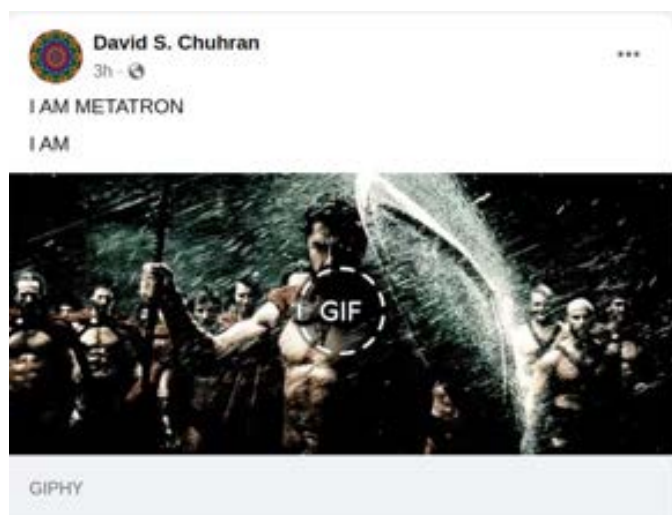 David S. Chuhran
3h ·
I AM METATRON
I AM
GIF
GIPHY